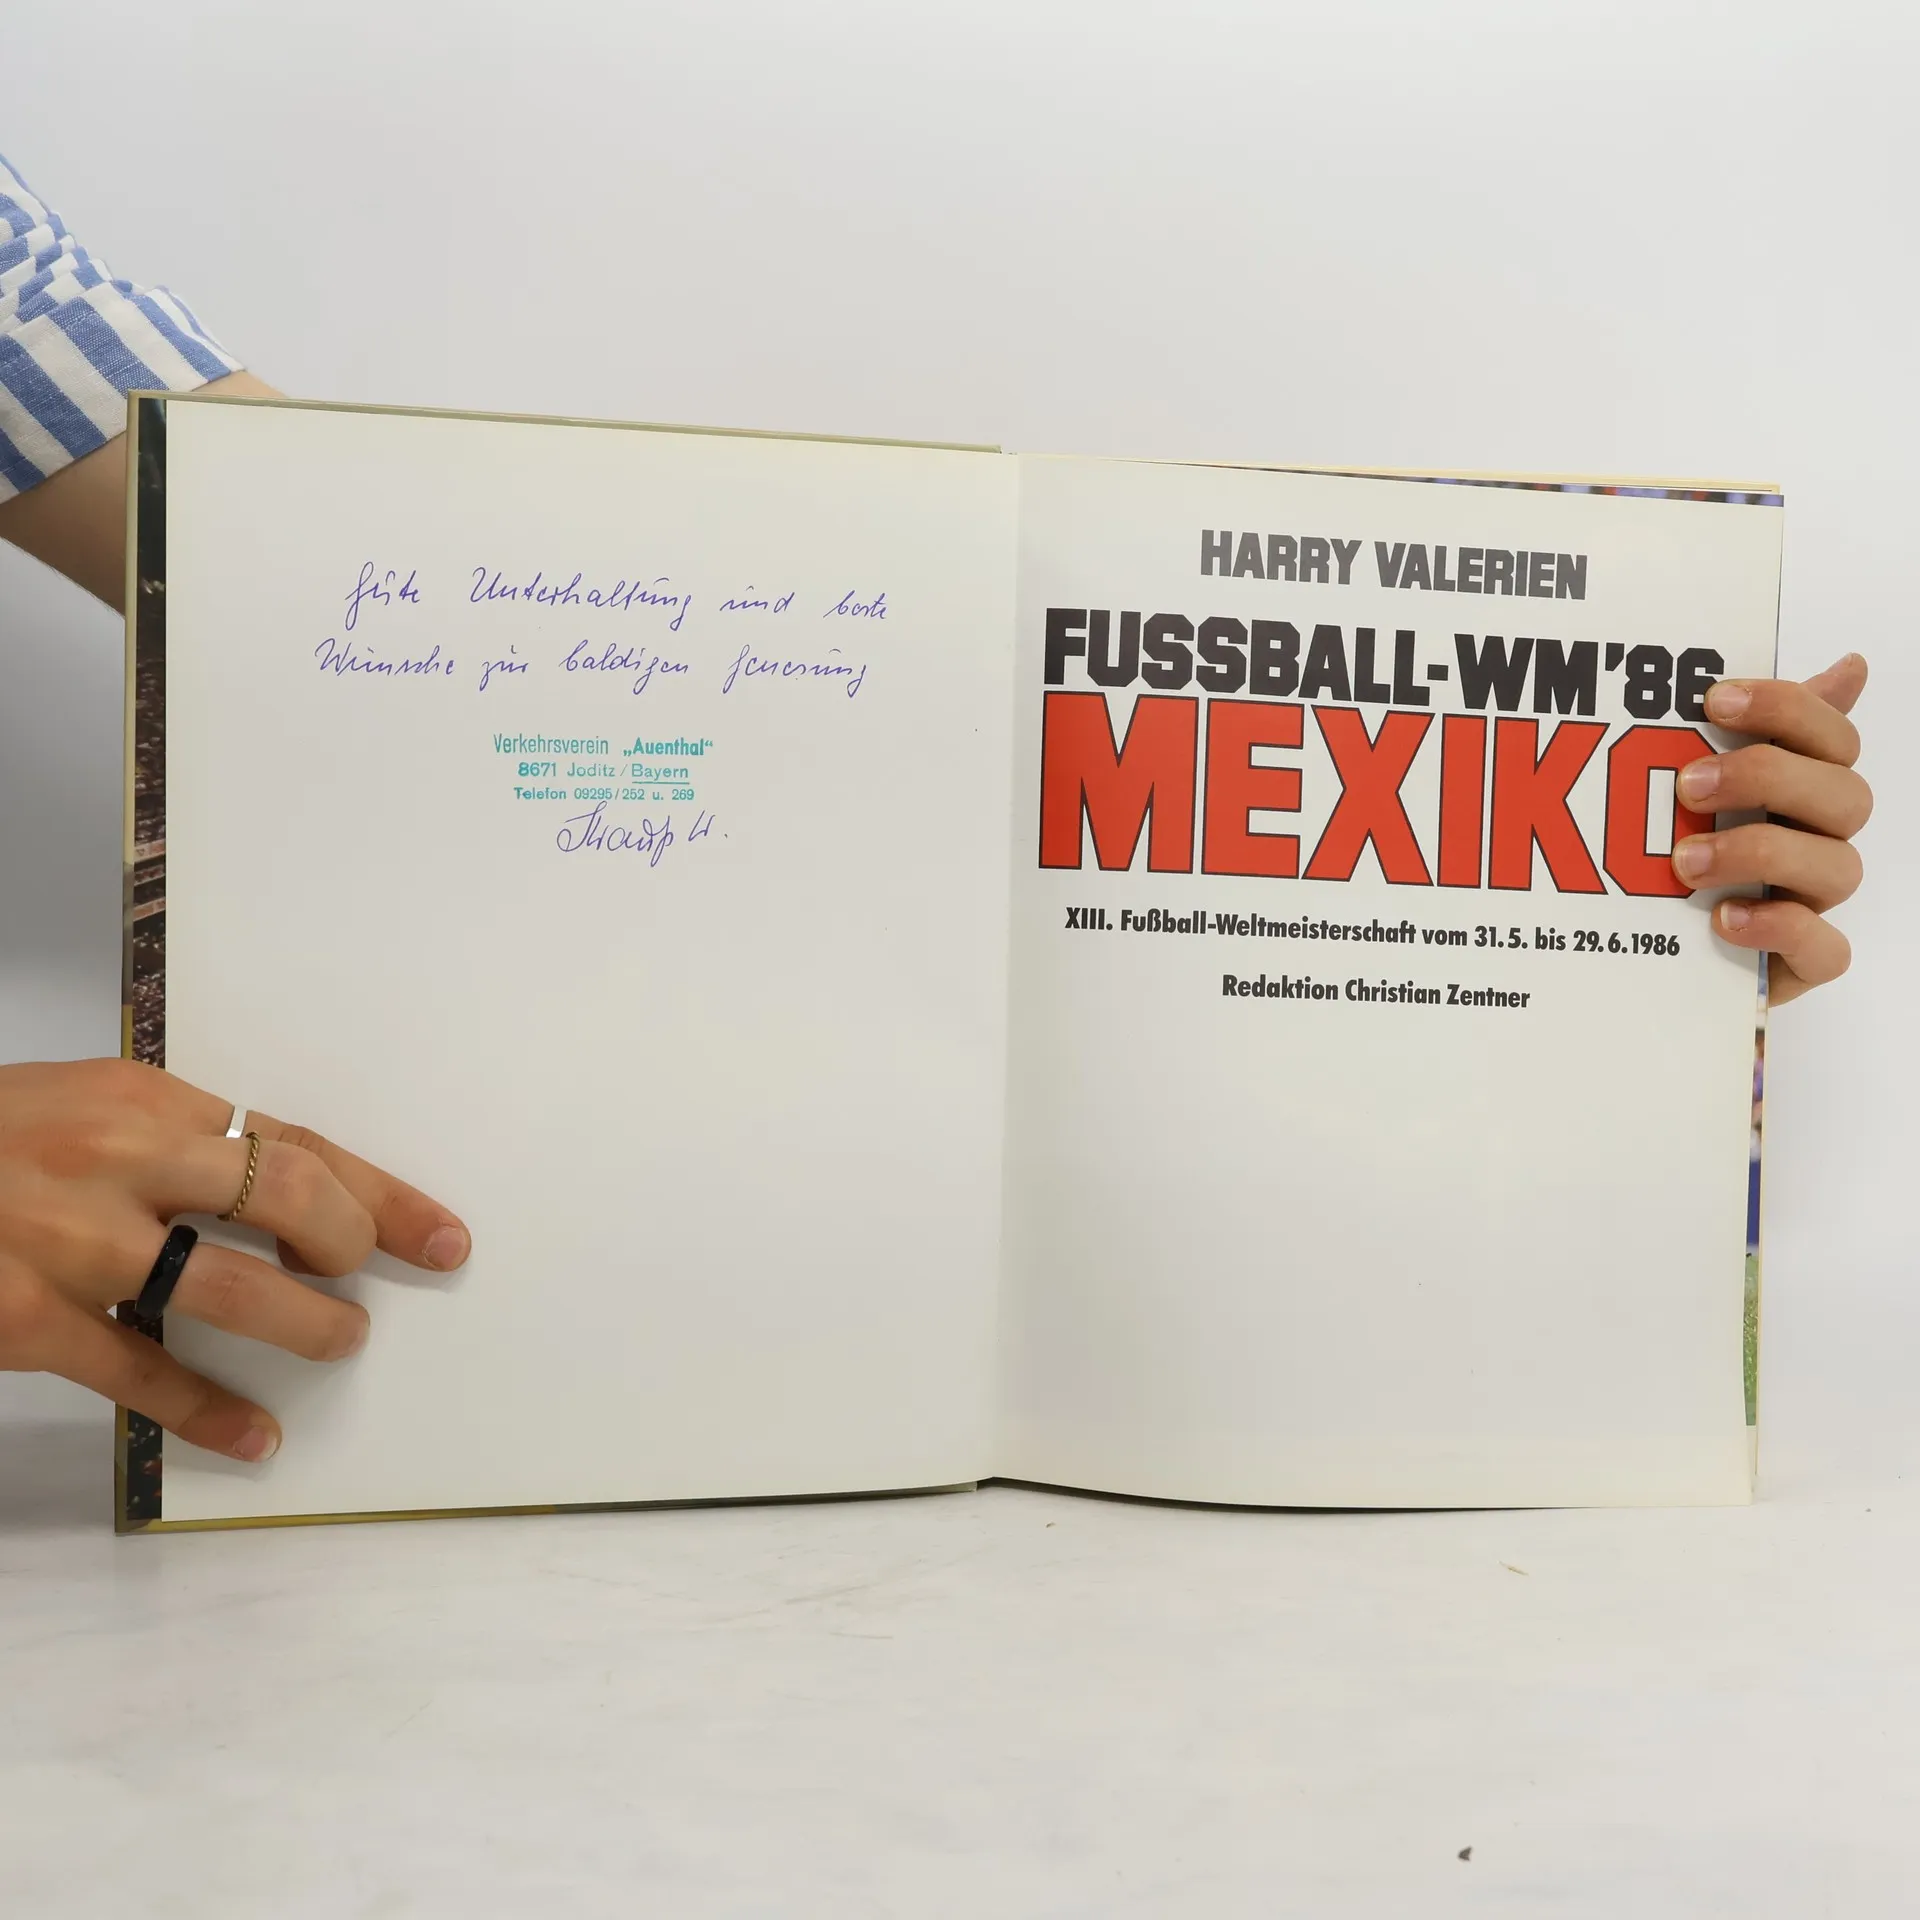 Gute Unterhaltung und beste
Wünsche zur baldigen Genesung
Verkehrsverein „Auenthal“
8671 Joditz / Bayern
Telefon 09295/252 u. 269
HARRY VALERIEN
FUSSBALL-WM'86
MEXIKO
XIII. Fußball-Weltmeisterschaft vom 31.5. bis 29.6.1986
Redaktion Christian Zentner